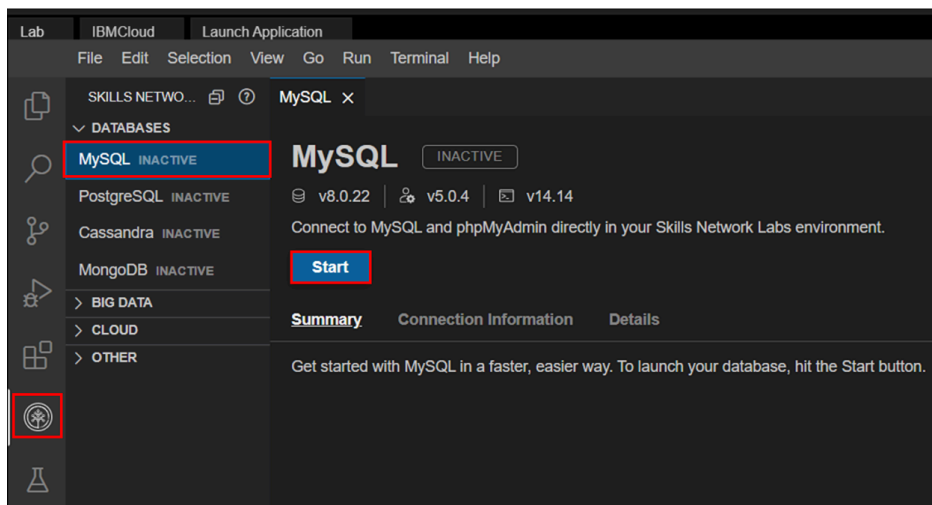 Lab IBMCloud Launch Application
File Edit Selection View Go Run Terminal Help
SKILLS NETWO... MySQL
DATABASES
MySQL INACTIVE
PostgreSQL INACTIVE
Cassandra INACTIVE
MongoDB INACTIVE
BIG DATA
CLOUD
OTHER
MySQL INACTIVE
v8.0.22 v5.0.4 v14.14
Connect to MySQL and phpMyAdmin directly in your Skills Network Labs environment.
Start
Summary Connection Information Details
Get started with MySQL in a faster, easier way. To launch your database, hit the Start button.